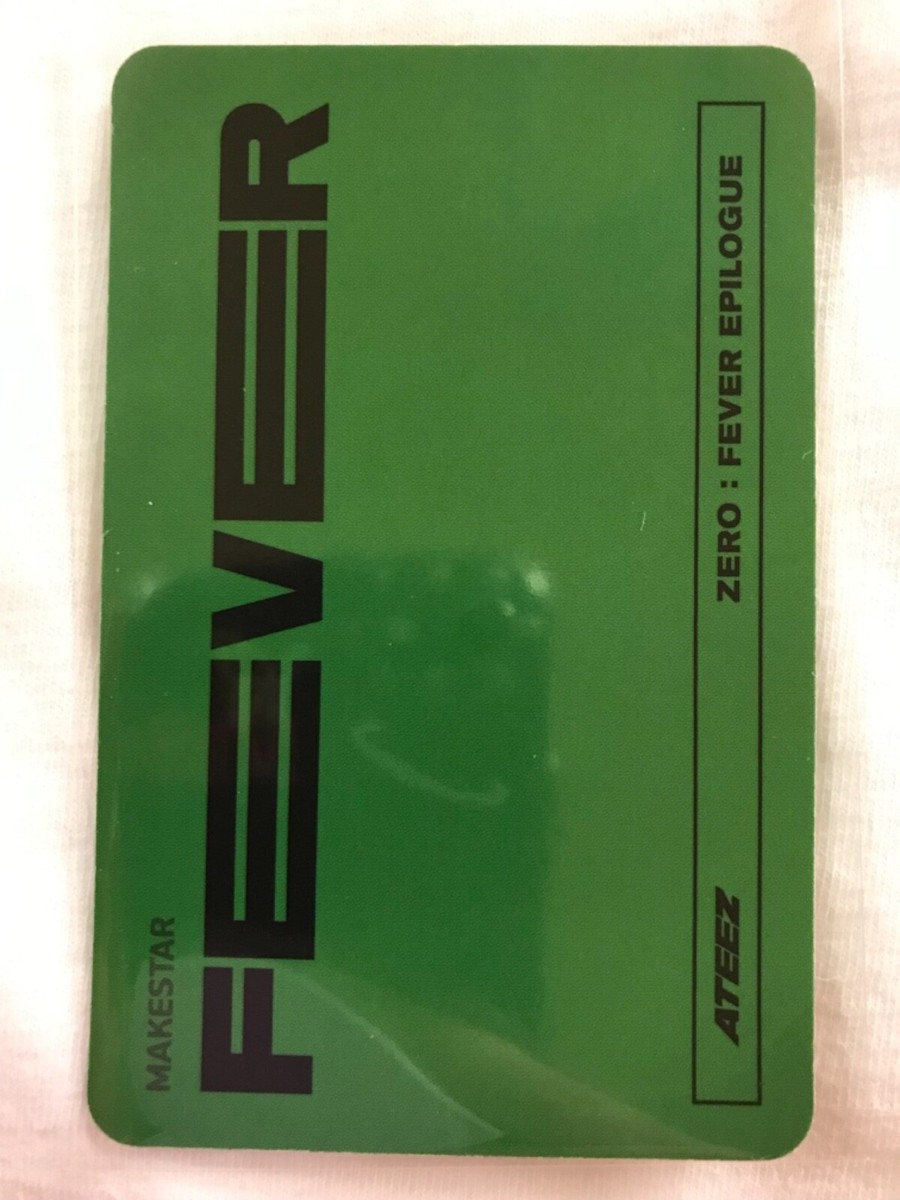 MAKESTAR
FEVER
ATEEZ ZERO : FEVER EPILOGUE